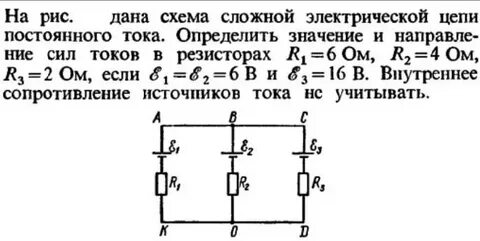 На рис. дана схема сложной электрической цепи
постоянного тока. Определить значение и направле-
ние сил токов в резисторах R₁=6 Ом, R₂=4 Ом,
R₃=2 Ом, если ℰ₁=ℰ₂=6 В и ℰ₃=16 В. Внутреннее
сопротивление источников тока не учитывать.
A B C
ℰ₁ ℰ₂ ℰ₃
R₁ R₂ R₃
K O D